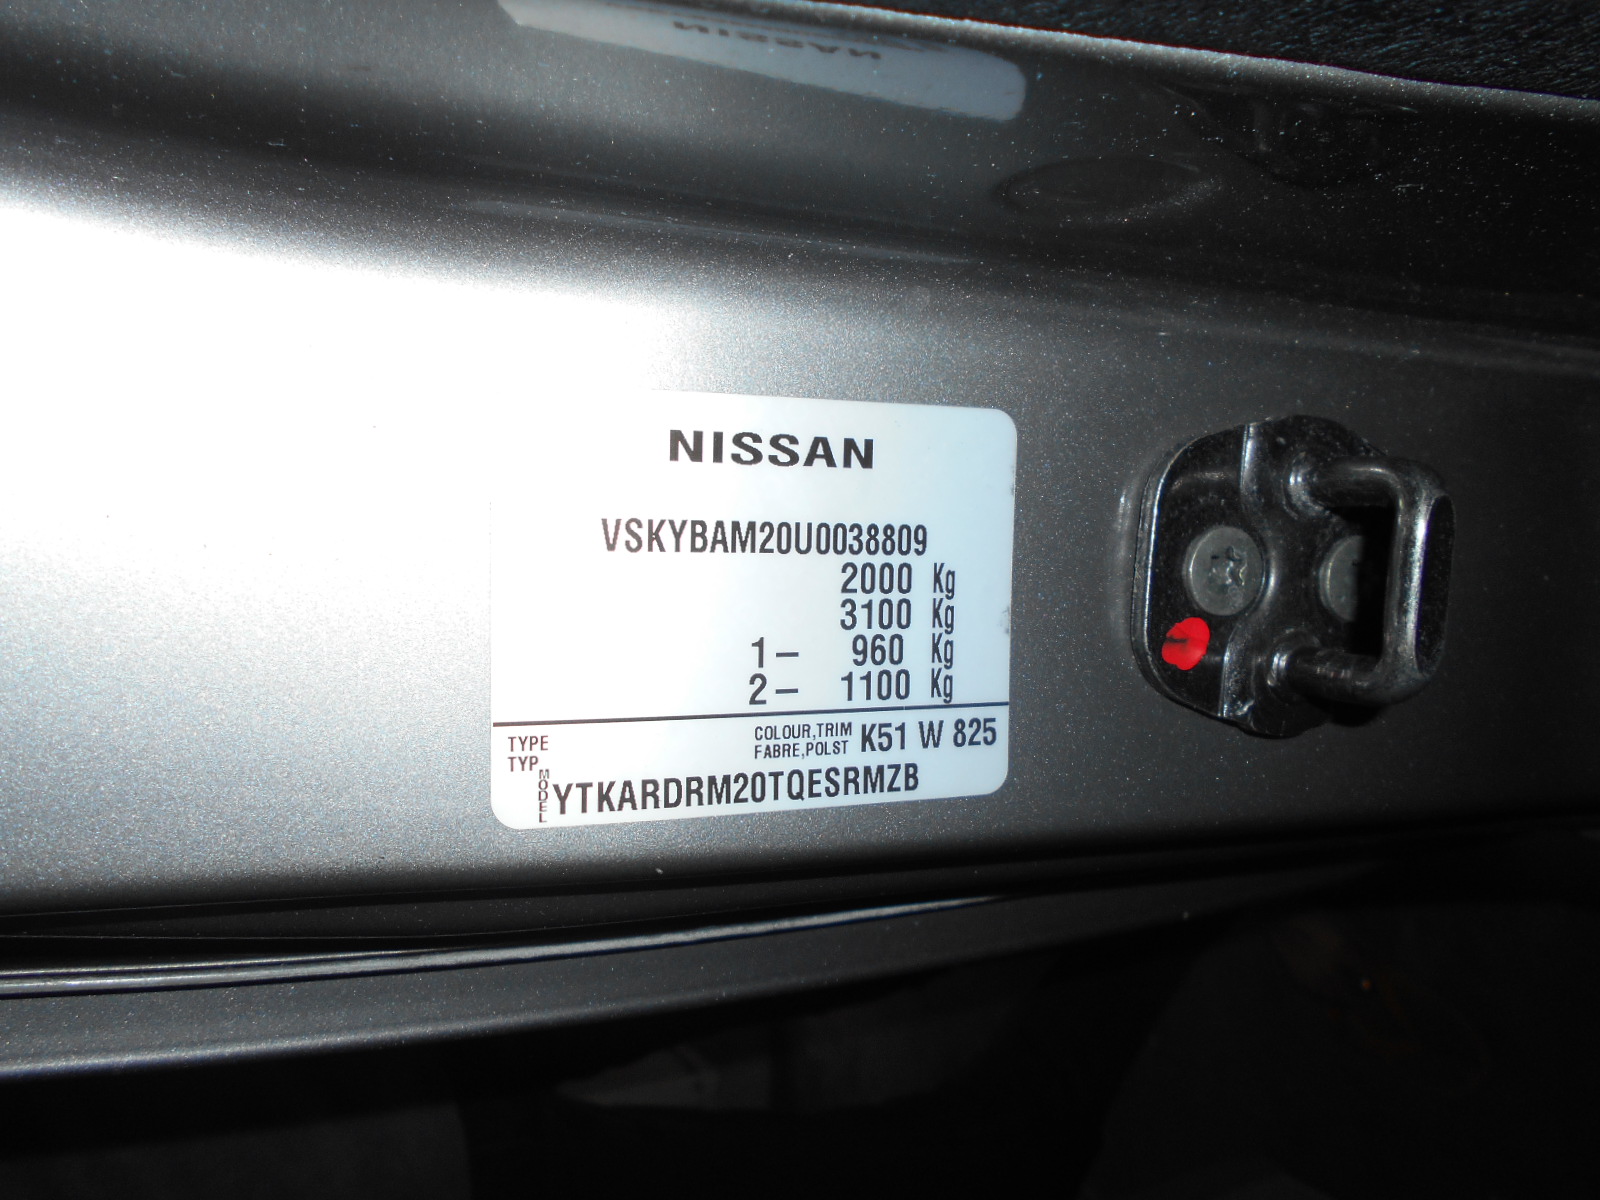 NISSAN
NISSAN
VSKYBAM20U0038809
2000 Kg
3100 Kg
1- 960 Kg
2- 1100 Kg
TYPE
TYP
COLOUR,TRIM
FABRE,POLST
K51 W 825
MODEL
YTKARDRM20TQESRMZB